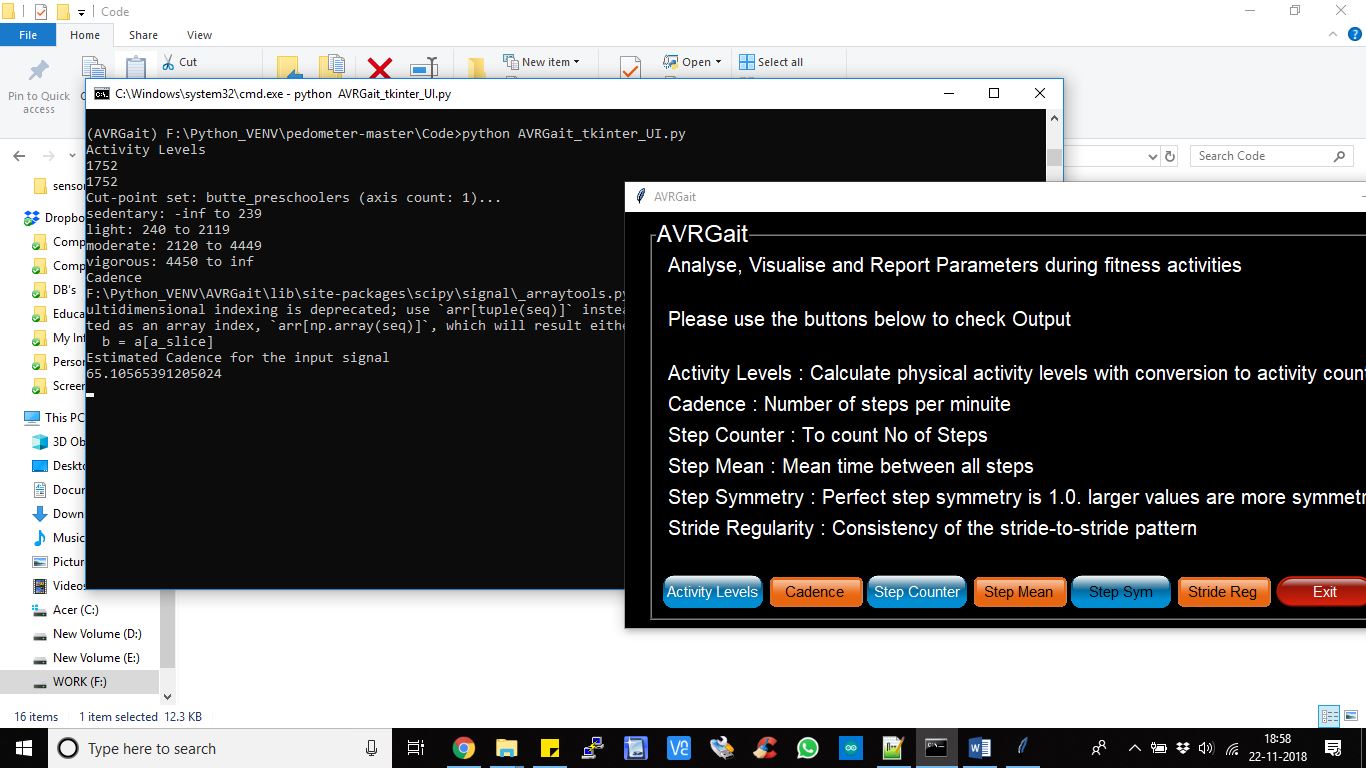 Code
File Home Share View
Pin to Quick access
Cut
New item
Open
Select all
C:\Windows\system32\cmd.exe - python AVRGait_tkinter_UI.py
(AVRGait) F:\Python_VENV\pedometer-master\Code>python AVRGait_tkinter_UI.py
Activity Levels
1752
1752
Cut-point set: butte_preschoolers (axis count: 1)...
sedentary: -inf to 239
light: 240 to 2119
moderate: 2120 to 4449
vigorous: 4450 to inf
Cadence
F:\Python_VENV\AVRGait\lib\site-packages\scipy\signal\_arraytools.py
ultidimensional indexing is deprecated; use `arr[tuple(seq)]` inste
ted as an array index, `arr[np.array(seq)]`, which will result eithe
b = a[a_slice]
Estimated Cadence for the input signal
65.10565391205024
Search Code
senso
Dropbo
Comp
Comp
DB's
Educa
My In
Perso
Screen
This PC
3D Ob
Deskto
Docur
Down
Music
Pictur
Videos
Acer (C:)
New Volume (D:)
New Volume (E:)
WORK (F:)
16 items 1 item selected 12.3 KB
AVRGait
AVRGait
Analyse, Visualise and Report Parameters during fitness activities
Please use the buttons below to check Output
Activity Levels : Calculate physical activity levels with conversion to activity coun
Cadence : Number of steps per minuite
Step Counter : To count No of Steps
Step Mean : Mean time between all steps
Step Symmetry : Perfect step symmetry is 1.0. larger values are more symmetr
Stride Regularity : Consistency of the stride-to-stride pattern
Activity Levels Cadence Step Counter Step Mean Step Sym Stride Reg Exit
Type here to search
18:58
22-11-2018